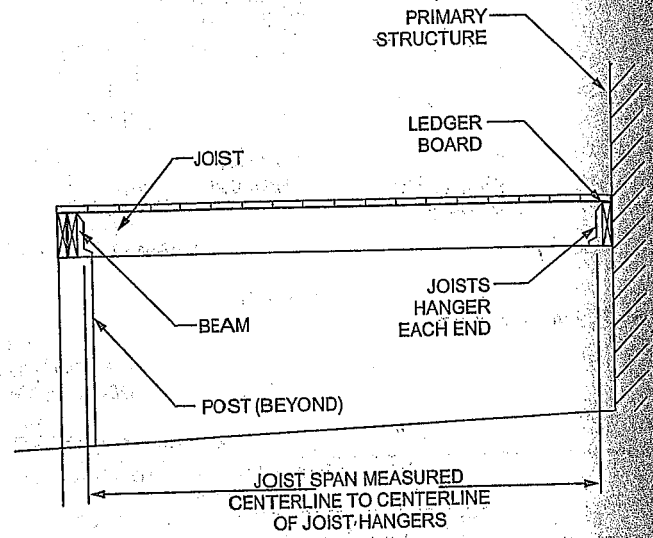 PRIMARY
STRUCTURE
LEDGER
BOARD
JOIST
JOISTS
HANGER
EACH END
BEAM
POST (BEYOND)
JOIST SPAN MEASURED
CENTERLINE TO CENTERLINE
OF JOIST HANGERS